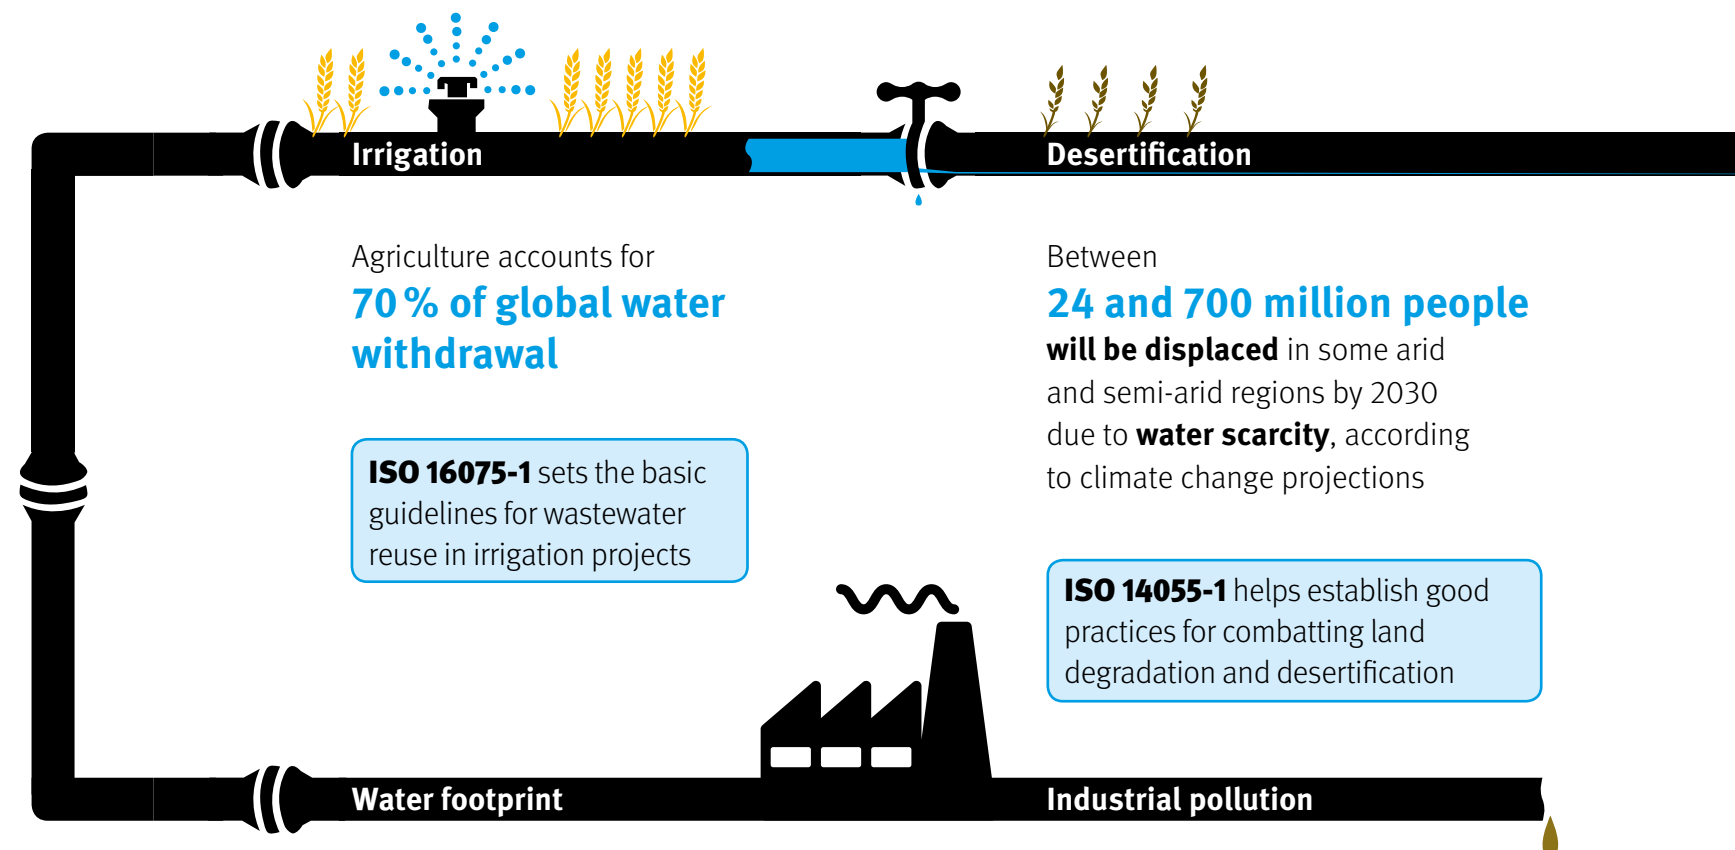 Irrigation
Desertification
Agriculture accounts for
70 % of global water
withdrawal
ISO 16075-1 sets the basic
guidelines for wastewater
reuse in irrigation projects
Between
24 and 700 million people
will be displaced in some arid
and semi-arid regions by 2030
due to water scarcity, according
to climate change projections
ISO 14055-1 helps establish good
practices for combatting land
degradation and desertification
Water footprint
Industrial pollution